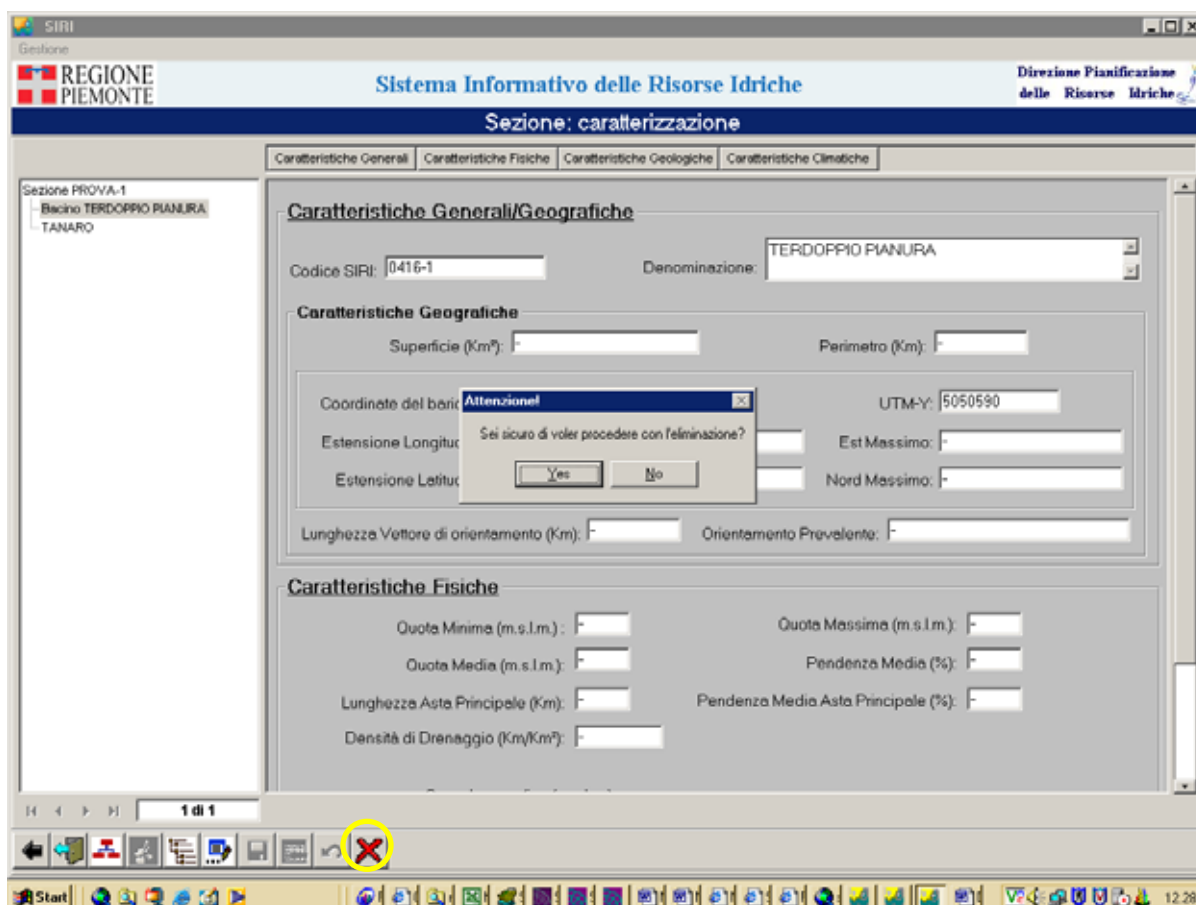 SIRI
Gestione
REGIONE
PIEMONTE
Sistema Informativo delle Risorse Idriche
Direzione Pianificazione
delle Risorse Idriche
Sezione: caratterizzazione
Caratteristiche Generali Caratteristiche Fisiche Caratteristiche Geologiche Caratteristiche Climatiche
Sezione PROVA-1
Bacino TERDOPPIO PIANURA
TANARO
Caratteristiche Generali/Geografiche
Codice SIRI: 0416-1 Denominazione: TERDOPPIO PIANURA
Caratteristiche Geografiche
Superficie (Km²): - Perimetro (Km): -
Coordinate del baric UTM-Y: 5050590
Estensione Longituc Est Massimo: -
Estensione Latituc Nord Massimo: -
Attenzione!
Sei sicuro di voler procedere con l'eliminazione?
Yes No
Lunghezza Vettore di orientamento (Km): - Orientamento Prevalente: -
Caratteristiche Fisiche
Quota Minima (m.s.l.m.) : - Quota Massima (m.s.l.m.): -
Quota Media (m.s.l.m.): - Pendenza Media (%): -
Lunghezza Asta Principale (Km): - Pendenza Media Asta Principale (%): -
Densità di Drenaggio (Km/Km²): -
1 di 1
Start 12.28